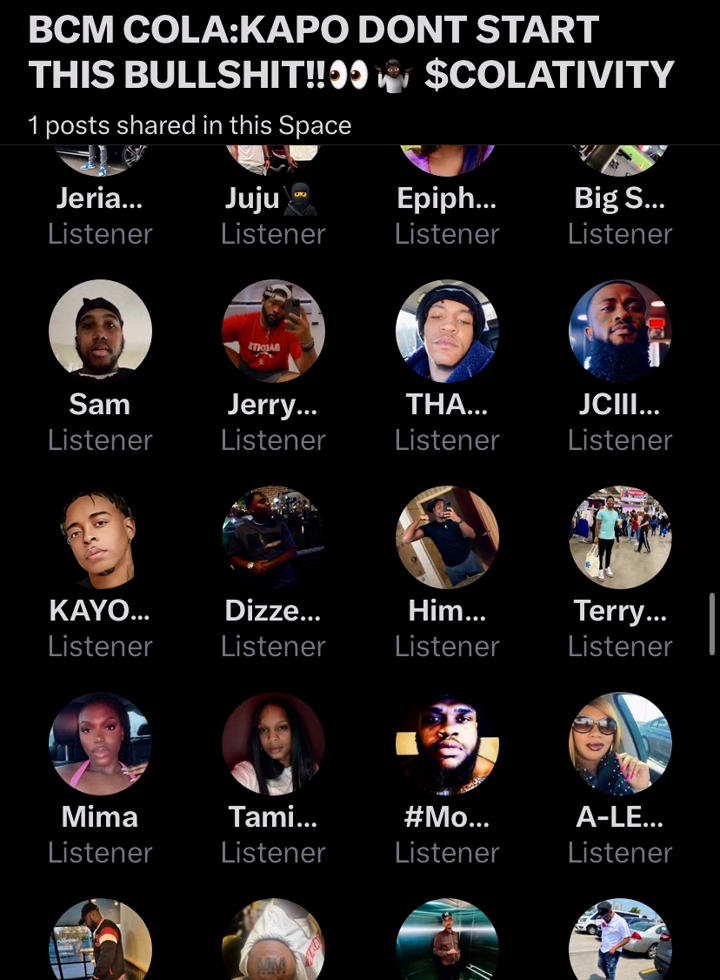 BCM COLA:KAPO DONT START
THIS BULLSHIT!!👀🤷🏿‍♂️ $COLATIVITY
1 posts shared in this Space
Jeria... Juju🥷🏿 Epiph... Big S...
Listener Listener Listener Listener
Sam Jerry... THA... JCIII...
Listener Listener Listener Listener
KAYO... Dizze... Him... Terry...
Listener Listener Listener Listener
Mima Tami... #Mo... A-LE...
Listener Listener Listener Listener